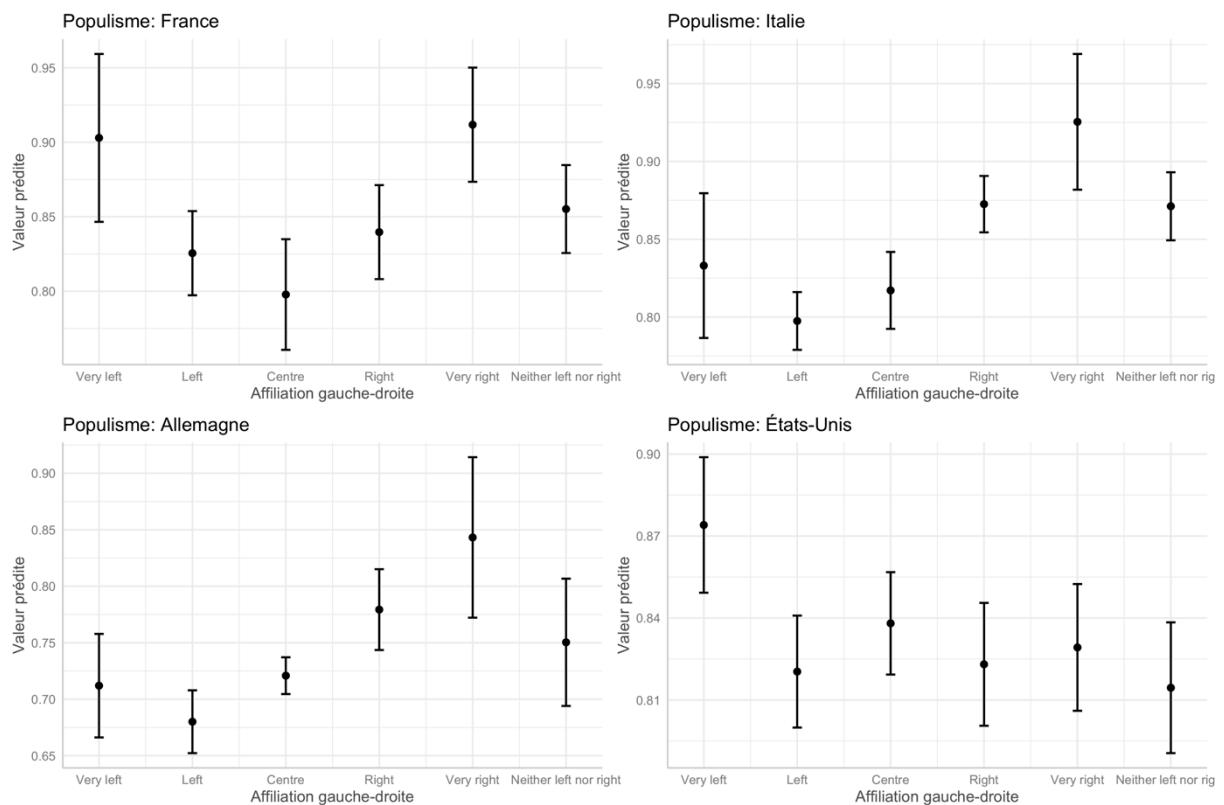 Populisme: France
Valeur prédite
0.95
0.90
0.85
0.80
Very left Left Centre Right Very right Neither left nor right
Affiliation gauche-droite
Populisme: Italie
Valeur prédite
0.95
0.90
0.85
0.80
Very left Left Centre Right Very right Neither left nor rig
Affiliation gauche-droite
Populisme: Allemagne
Valeur prédite
0.90
0.85
0.80
0.75
0.70
0.65
Very left Left Centre Right Very right Neither left nor right
Affiliation gauche-droite
Populisme: États-Unis
Valeur prédite
0.90
0.87
0.84
0.81
Very left Left Centre Right Very right Neither left nor rig
Affiliation gauche-droite